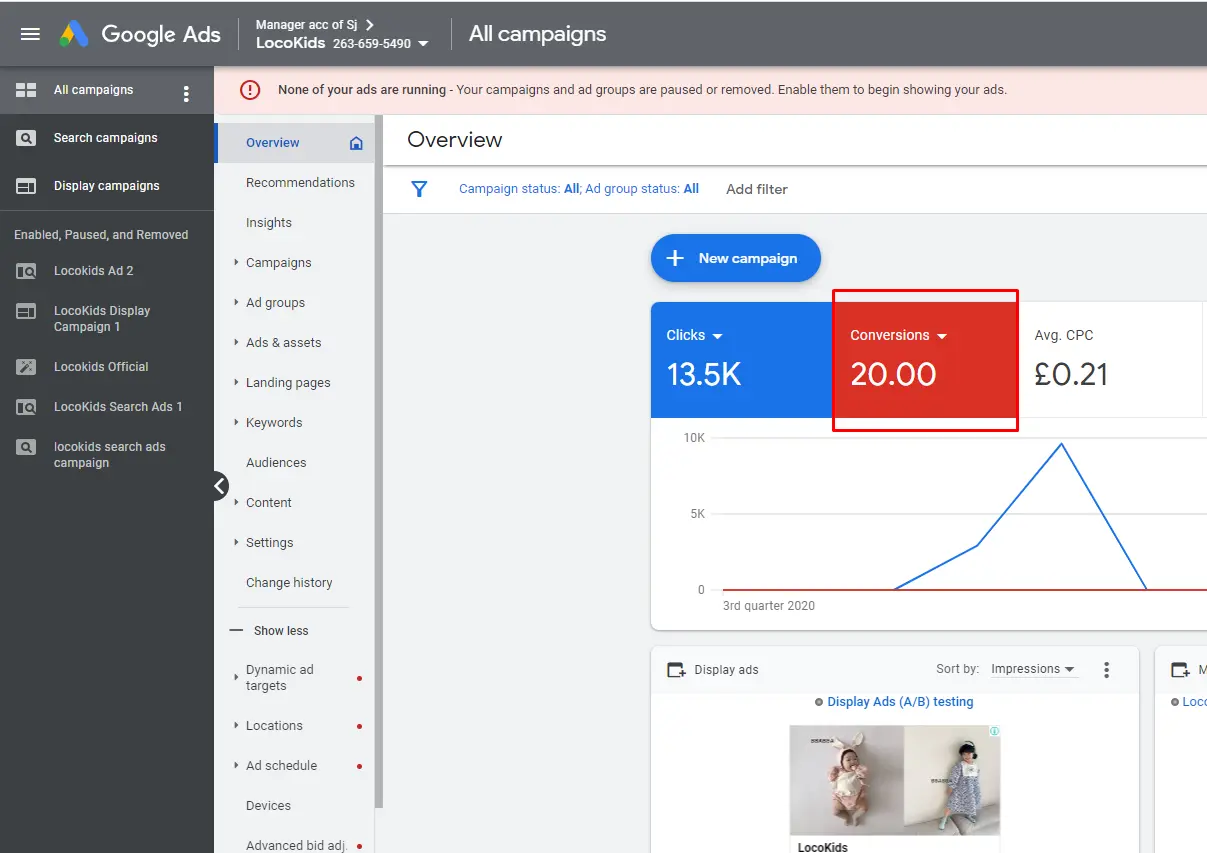 Google Ads
Manager acc of Sj
LocoKids 263-659-5490
All campaigns
All campaigns
Search campaigns
Display campaigns
Enabled, Paused, and Removed
Locokids Ad 2
LocoKids Display
Campaign 1
Locokids Official
LocoKids Search Ads 1
locokids search ads
campaign
None of your ads are running - Your campaigns and ad groups are paused or removed. Enable them to begin showing your ads.
Overview
Recommendations
Insights
Campaigns
Ad groups
Ads & assets
Landing pages
Keywords
Audiences
Content
Settings
Change history
Show less
Dynamic ad
targets
Locations
Ad schedule
Devices
Advanced bid adj.
Overview
Campaign status: All; Ad group status: All Add filter
+ New campaign
Clicks
13.5K
Conversions
20.00
Avg. CPC
£0.21
10K
5K
0
3rd quarter 2020
Display ads
Sort by: Impressions
Display Ads (A/B) testing
LocoKids
M
Loco